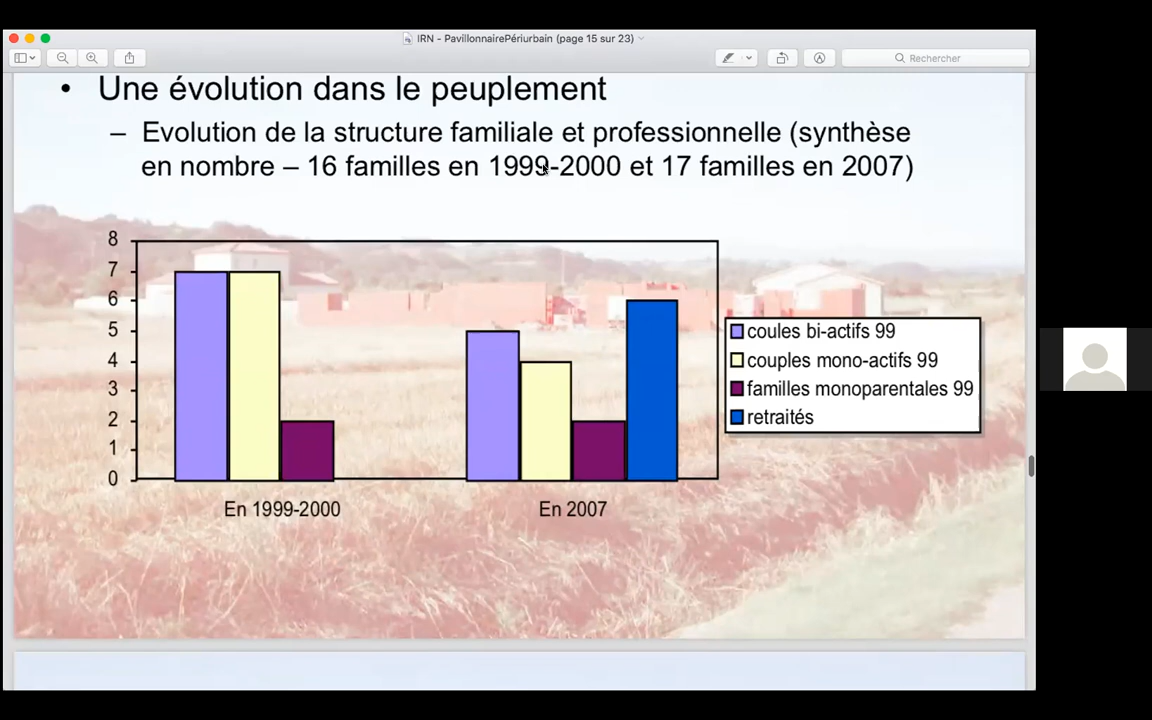 IRN - PavillonnairePériurbain (page 15 sur 23)
Rechercher
• Une évolution dans le peuplement
– Evolution de la structure familiale et professionnelle (synthèse
en nombre – 16 familles en 1999-2000 et 17 familles en 2007)
8
7
6
5
4
3
2
1
0
En 1999-2000
En 2007
coules bi-actifs 99
couples mono-actifs 99
familles monoparentales 99
retraités